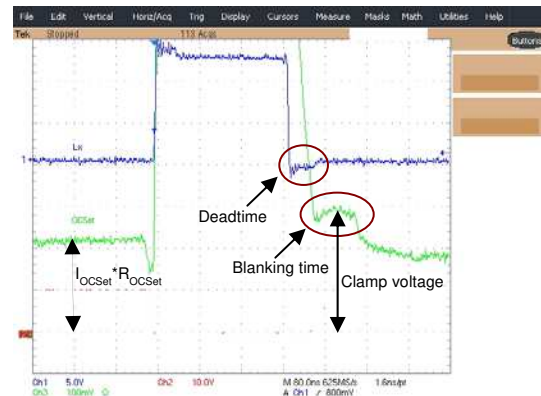 File Edit Vertical Horiz/Acq Trig Display Cursors Measure Masks Math Utilities Help
Tek Stopped 113 Acqs
Buttons
Lx
1
Deadtime
OCSet
Blanking time
I_OCSet*R_OCSet
Clamp voltage
Ch1 5.0V Ch2 10.0V M 80.0ns 625MS/s 1.6ns/pt
Ch3 100mV Ω A Ch1 / 800mV